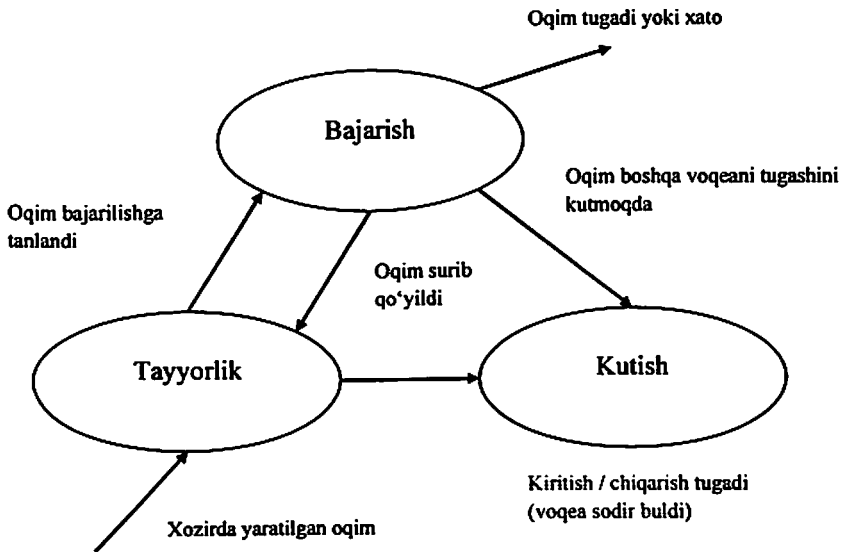 Oqim tugadi yoki xato
Bajarish
Oqim boshqa voqeani tugashini
kutmoqda
Oqim bajarilishga
tanlandi
Oqim surib
qo‘yildi
Tayyorlik
Kutish
Kiritish / chiqarish tugadi
(voqea sodir buldi)
Xozirda yaratilgan oqim